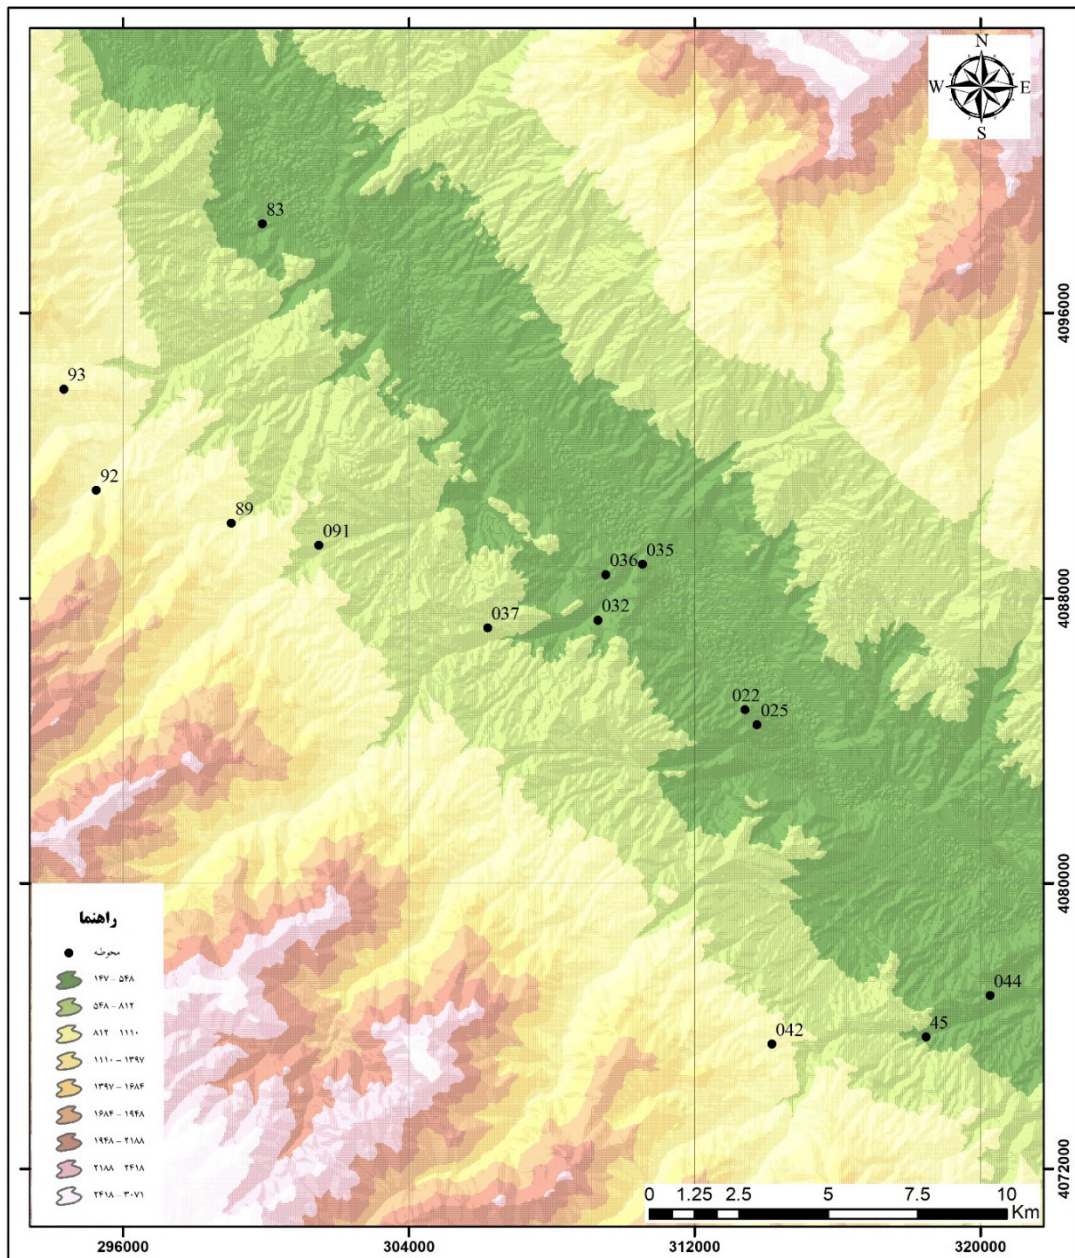 N
W E
S
83
4096000
93
92
89
091
035
036
4088000
032
037
022
025
4080000
راهنما
محوطه
۱۴۷ – ۵۴۸
۵۴۸ – ۸۱۲
۸۱۲ – ۱۱۱۰
۱۱۱۰ – ۱۳۹۷
۱۳۹۷ – ۱۶۸۴
۱۶۸۴ – ۱۹۴۸
۱۹۴۸ – ۲۱۸۸
۲۱۸۸ – ۲۴۱۸
۲۴۱۸ – ۳۰۷۱
044
45
042
4072000
0 1.25 2.5 5 7.5 10
Km
296000 304000 312000 320000